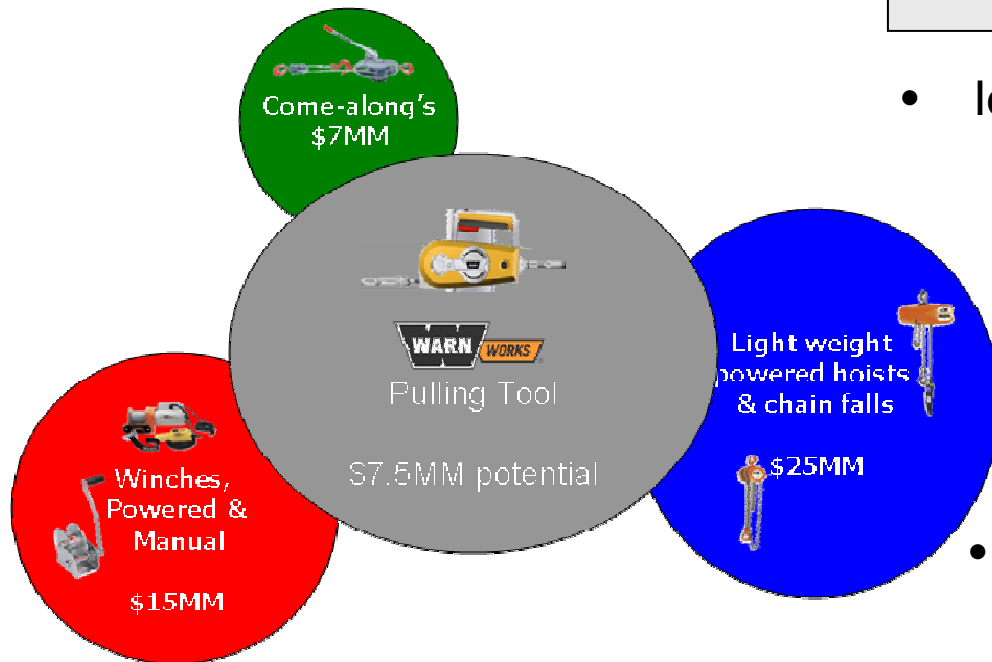 Come-along's
$7MM
WARN WORKS
Pulling Tool
$7.5MM potential
Light weight
powered hoists
& chain falls
$25MM
Winches,
Powered &
Manual
$15MM
•
•